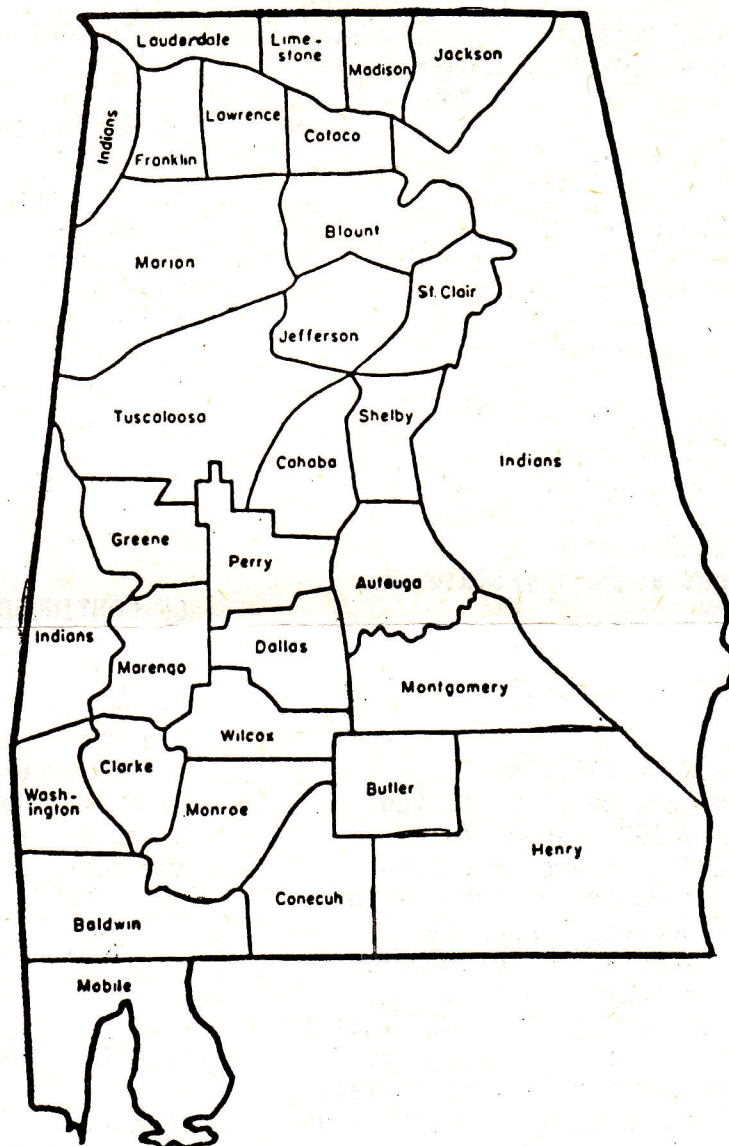 Lauderdale
Lime-
stone
Madison
Jackson
Indians
Franklin
Lawrence
Cotaco
Marion
Blount
St. Clair
Jefferson
Tuscaloosa
Shelby
Cahaba
Indians
Greene
Perry
Autauga
Indians
Marengo
Dallas
Montgomery
Wilcox
Clarke
Wash-
ington
Monroe
Butler
Henry
Conecuh
Baldwin
Mobile